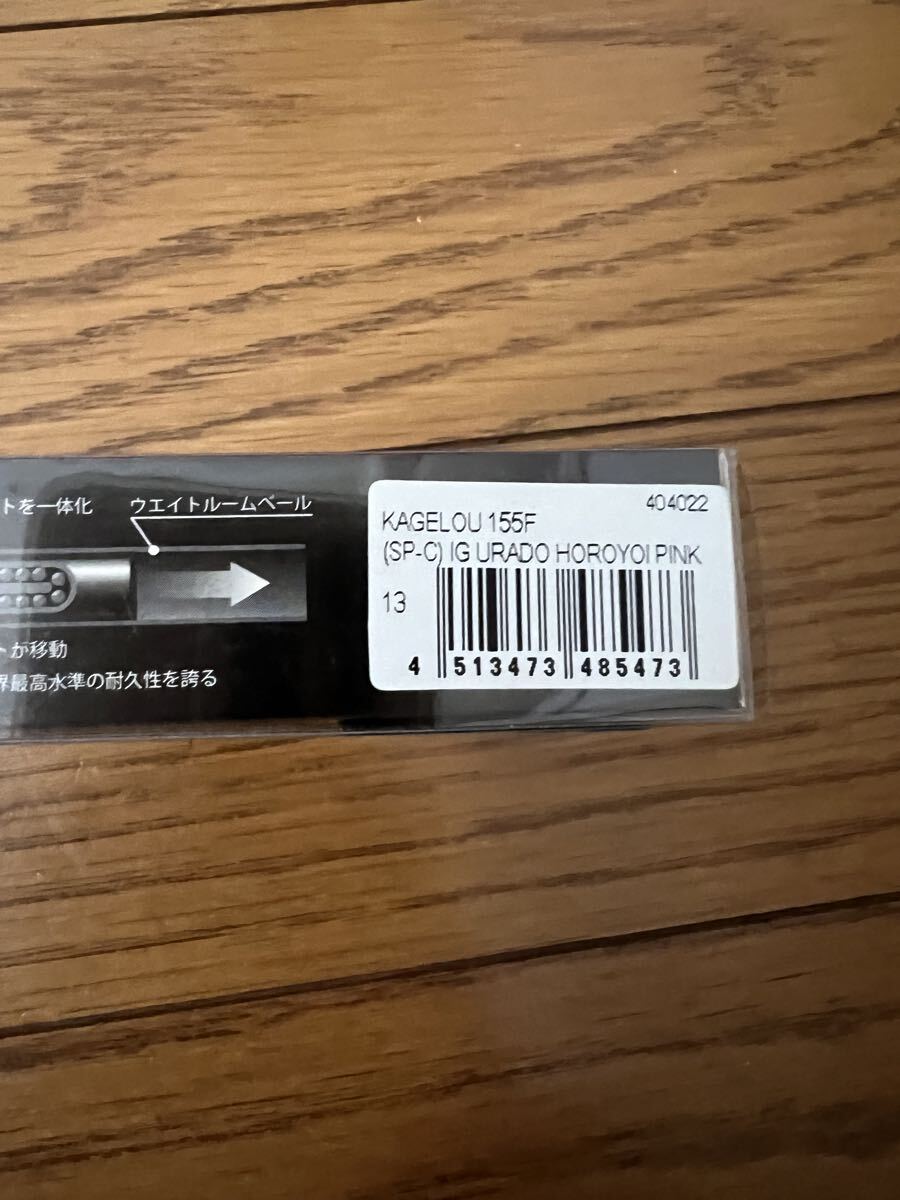 トを一体化
ウエイトルームベール
トが移動
界最高水準の耐久性を誇る
404022
KAGELOU 155F
(SP-C) IG URADO HOROYOI PINK
13
4 513473 485473